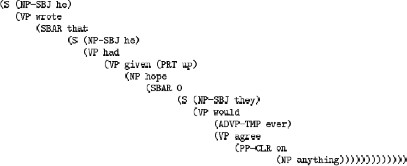 (S (NP-SBJ he)
(VP wrote
(SBAR that
(S (NP-SBJ he)
(VP had
(VP given (PRT up)
(NP hope
(SBAR 0
(S (NP-SBJ they)
(VP would
(ADVP-TMP ever)
(VP agree
(PP-CLR on
(NP anything)))))))))))))